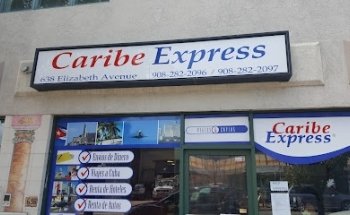 Caribe Express
638 Elizabeth Avenue 908-282-2096 / 908-282-2097
Envios de Dinero
Viajes a Cuba
Renta de Hoteles
Renta de Autos
Caribe
Express